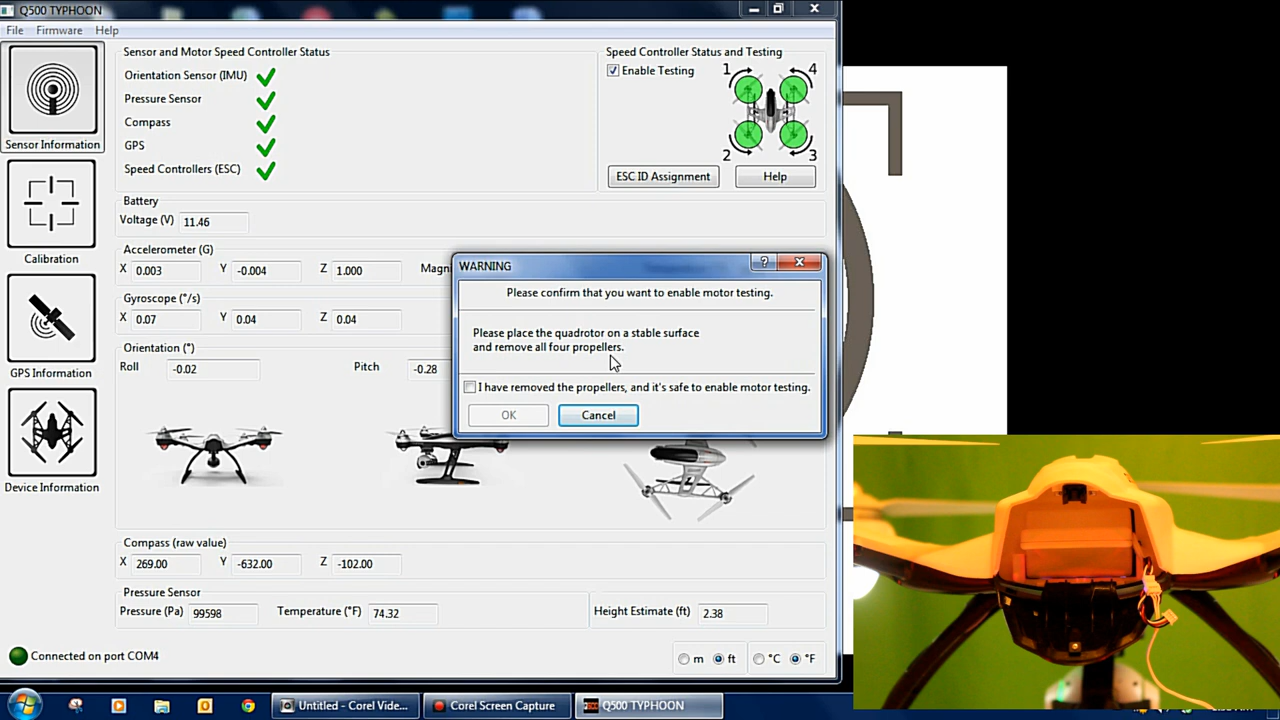 Q500 TYPHOON
File Firmware Help
Sensor Information
Calibration
GPS Information
Device Information
Sensor and Motor Speed Controller Status
Orientation Sensor (IMU)
Pressure Sensor
Compass
GPS
Speed Controllers (ESC)
Speed Controller Status and Testing
Enable Testing
1 4
2 3
ESC ID Assignment Help
Battery
Voltage (V) 11.46
Accelerometer (G)
X 0.003 Y -0.004 Z 1.000
Gyroscope (°/s)
X 0.07 Y 0.04 Z 0.04
Orientation (°)
Roll -0.02 Pitch -0.28
WARNING
Please confirm that you want to enable motor testing.
Please place the quadrotor on a stable surface
and remove all four propellers.
I have removed the propellers, and it's safe to enable motor testing.
OK Cancel
Compass (raw value)
X 269.00 Y -632.00 Z -102.00
Pressure Sensor
Pressure (Pa) 99598 Temperature (°F) 74.32 Height Estimate (ft) 2.38
Connected on port COM4
m ft °C °F
Untitled - Corel Vide... Corel Screen Capture Q500 TYPHOON